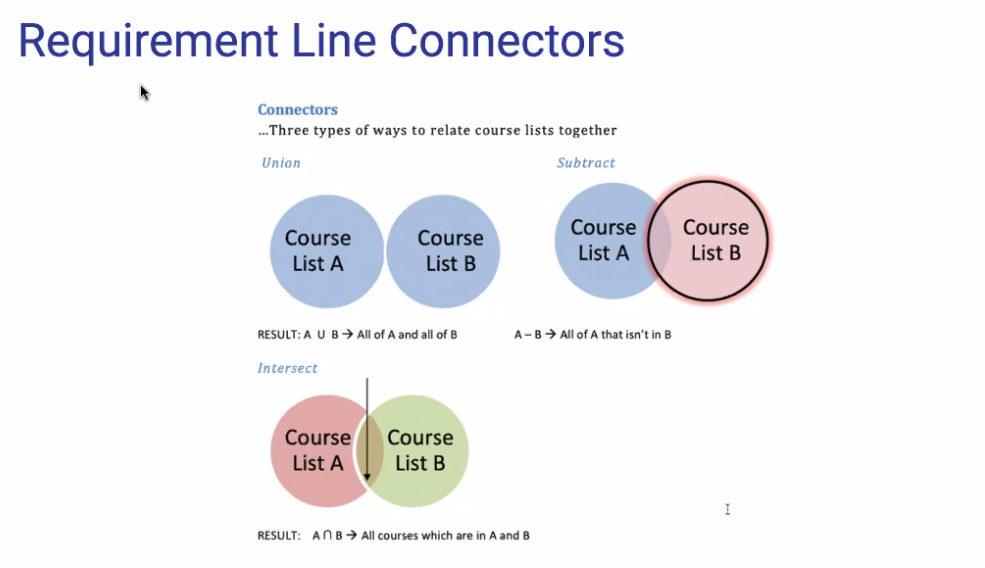 Requirement Line Connectors
Connectors
...Three types of ways to relate course lists together
Union
Subtract
Course
List A
Course
List B
Course
List A
Course
List B
RESULT: A ∪ B → All of A and all of B
A – B → All of A that isn't in B
Intersect
Course
List A
Course
List B
RESULT: A ∩ B → All courses which are in A and B